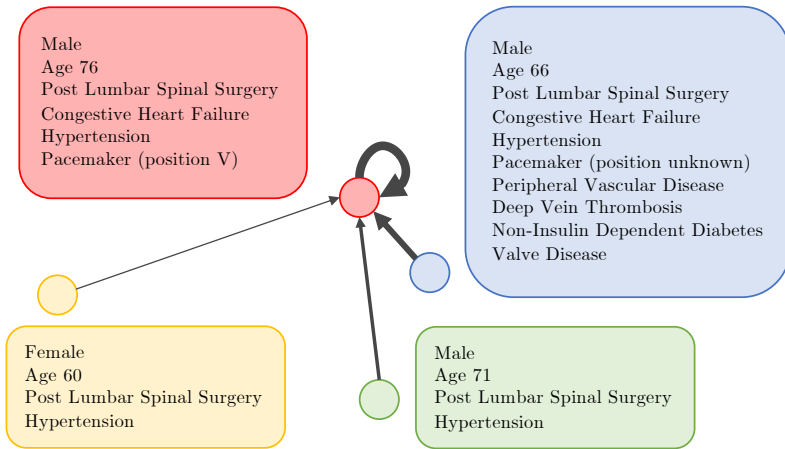 Male
Age 76
Post Lumbar Spinal Surgery
Congestive Heart Failure
Hypertension
Pacemaker (position V)
Male
Age 66
Post Lumbar Spinal Surgery
Congestive Heart Failure
Hypertension
Pacemaker (position unknown)
Peripheral Vascular Disease
Deep Vein Thrombosis
Non-Insulin Dependent Diabetes
Valve Disease
Female
Age 60
Post Lumbar Spinal Surgery
Hypertension
Male
Age 71
Post Lumbar Spinal Surgery
Hypertension